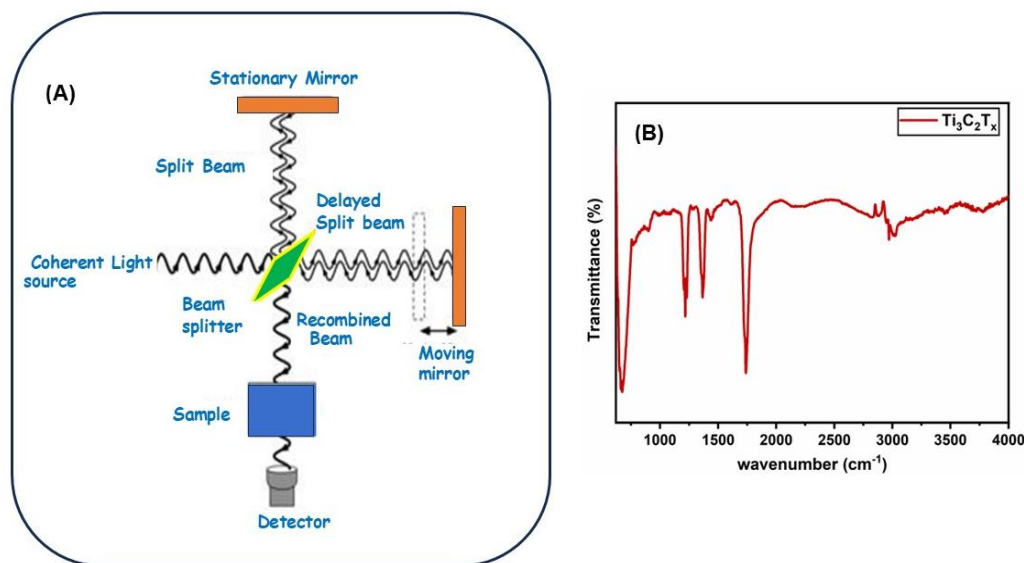 (A)
Stationary Mirror
Split Beam
Delayed
Split beam
Coherent Light
source
Beam
splitter
Recombined
Beam
Moving
mirror
Sample
Detector
(B)
Ti₃C₂Tₓ
Transmittance (%)
1000 1500 2000 2500 3000 3500 4000
wavenumber (cm⁻¹)